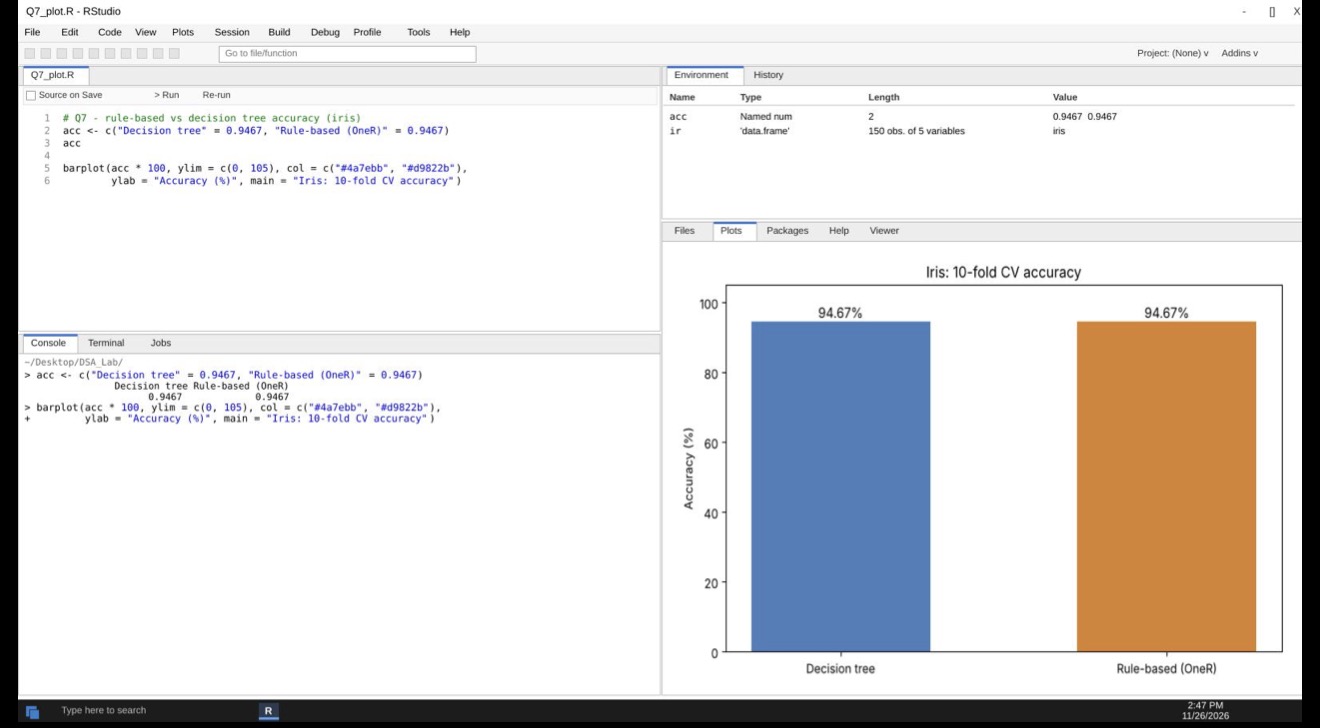 Q7_plot.R - RStudio - [] X
File Edit Code View Plots Session Build Debug Profile Tools Help
Go to file/function Project: (None) v Addins v
Q7_plot.R
Source on Save > Run Re-run
1 # Q7 - rule-based vs decision tree accuracy (iris)
2 acc <- c("Decision tree" = 0.9467, "Rule-based (OneR)" = 0.9467)
3 acc
4
5 barplot(acc * 100, ylim = c(0, 105), col = c("#4a7ebb", "#d9822b"),
6 ylab = "Accuracy (%)", main = "Iris: 10-fold CV accuracy")
Console Terminal Jobs
~/Desktop/DSA_Lab/
> acc <- c("Decision tree" = 0.9467, "Rule-based (OneR)" = 0.9467)
Decision tree Rule-based (OneR)
0.9467 0.9467
> barplot(acc * 100, ylim = c(0, 105), col = c("#4a7ebb", "#d9822b"),
+ ylab = "Accuracy (%)", main = "Iris: 10-fold CV accuracy")
Environment History
Name Type Length Value
acc Named num 2 0.9467 0.9467
ir 'data.frame' 150 obs. of 5 variables iris
Files Plots Packages Help Viewer
Iris: 10-fold CV accuracy
94.67% 94.67%
100
80
60
40
20
0
Accuracy (%)
Decision tree Rule-based (OneR)
Type here to search R 2:47 PM
11/26/2026